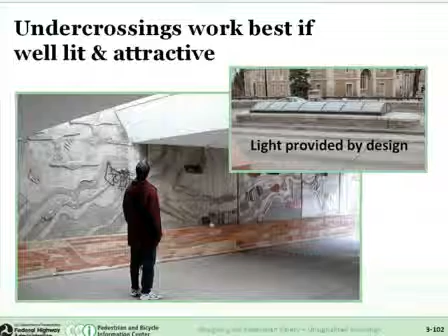 Undercrossings work best if
well lit & attractive
Light provided by design
Federal Highway
Administration
Pedestrian and Bicycle
Information Center
3-102